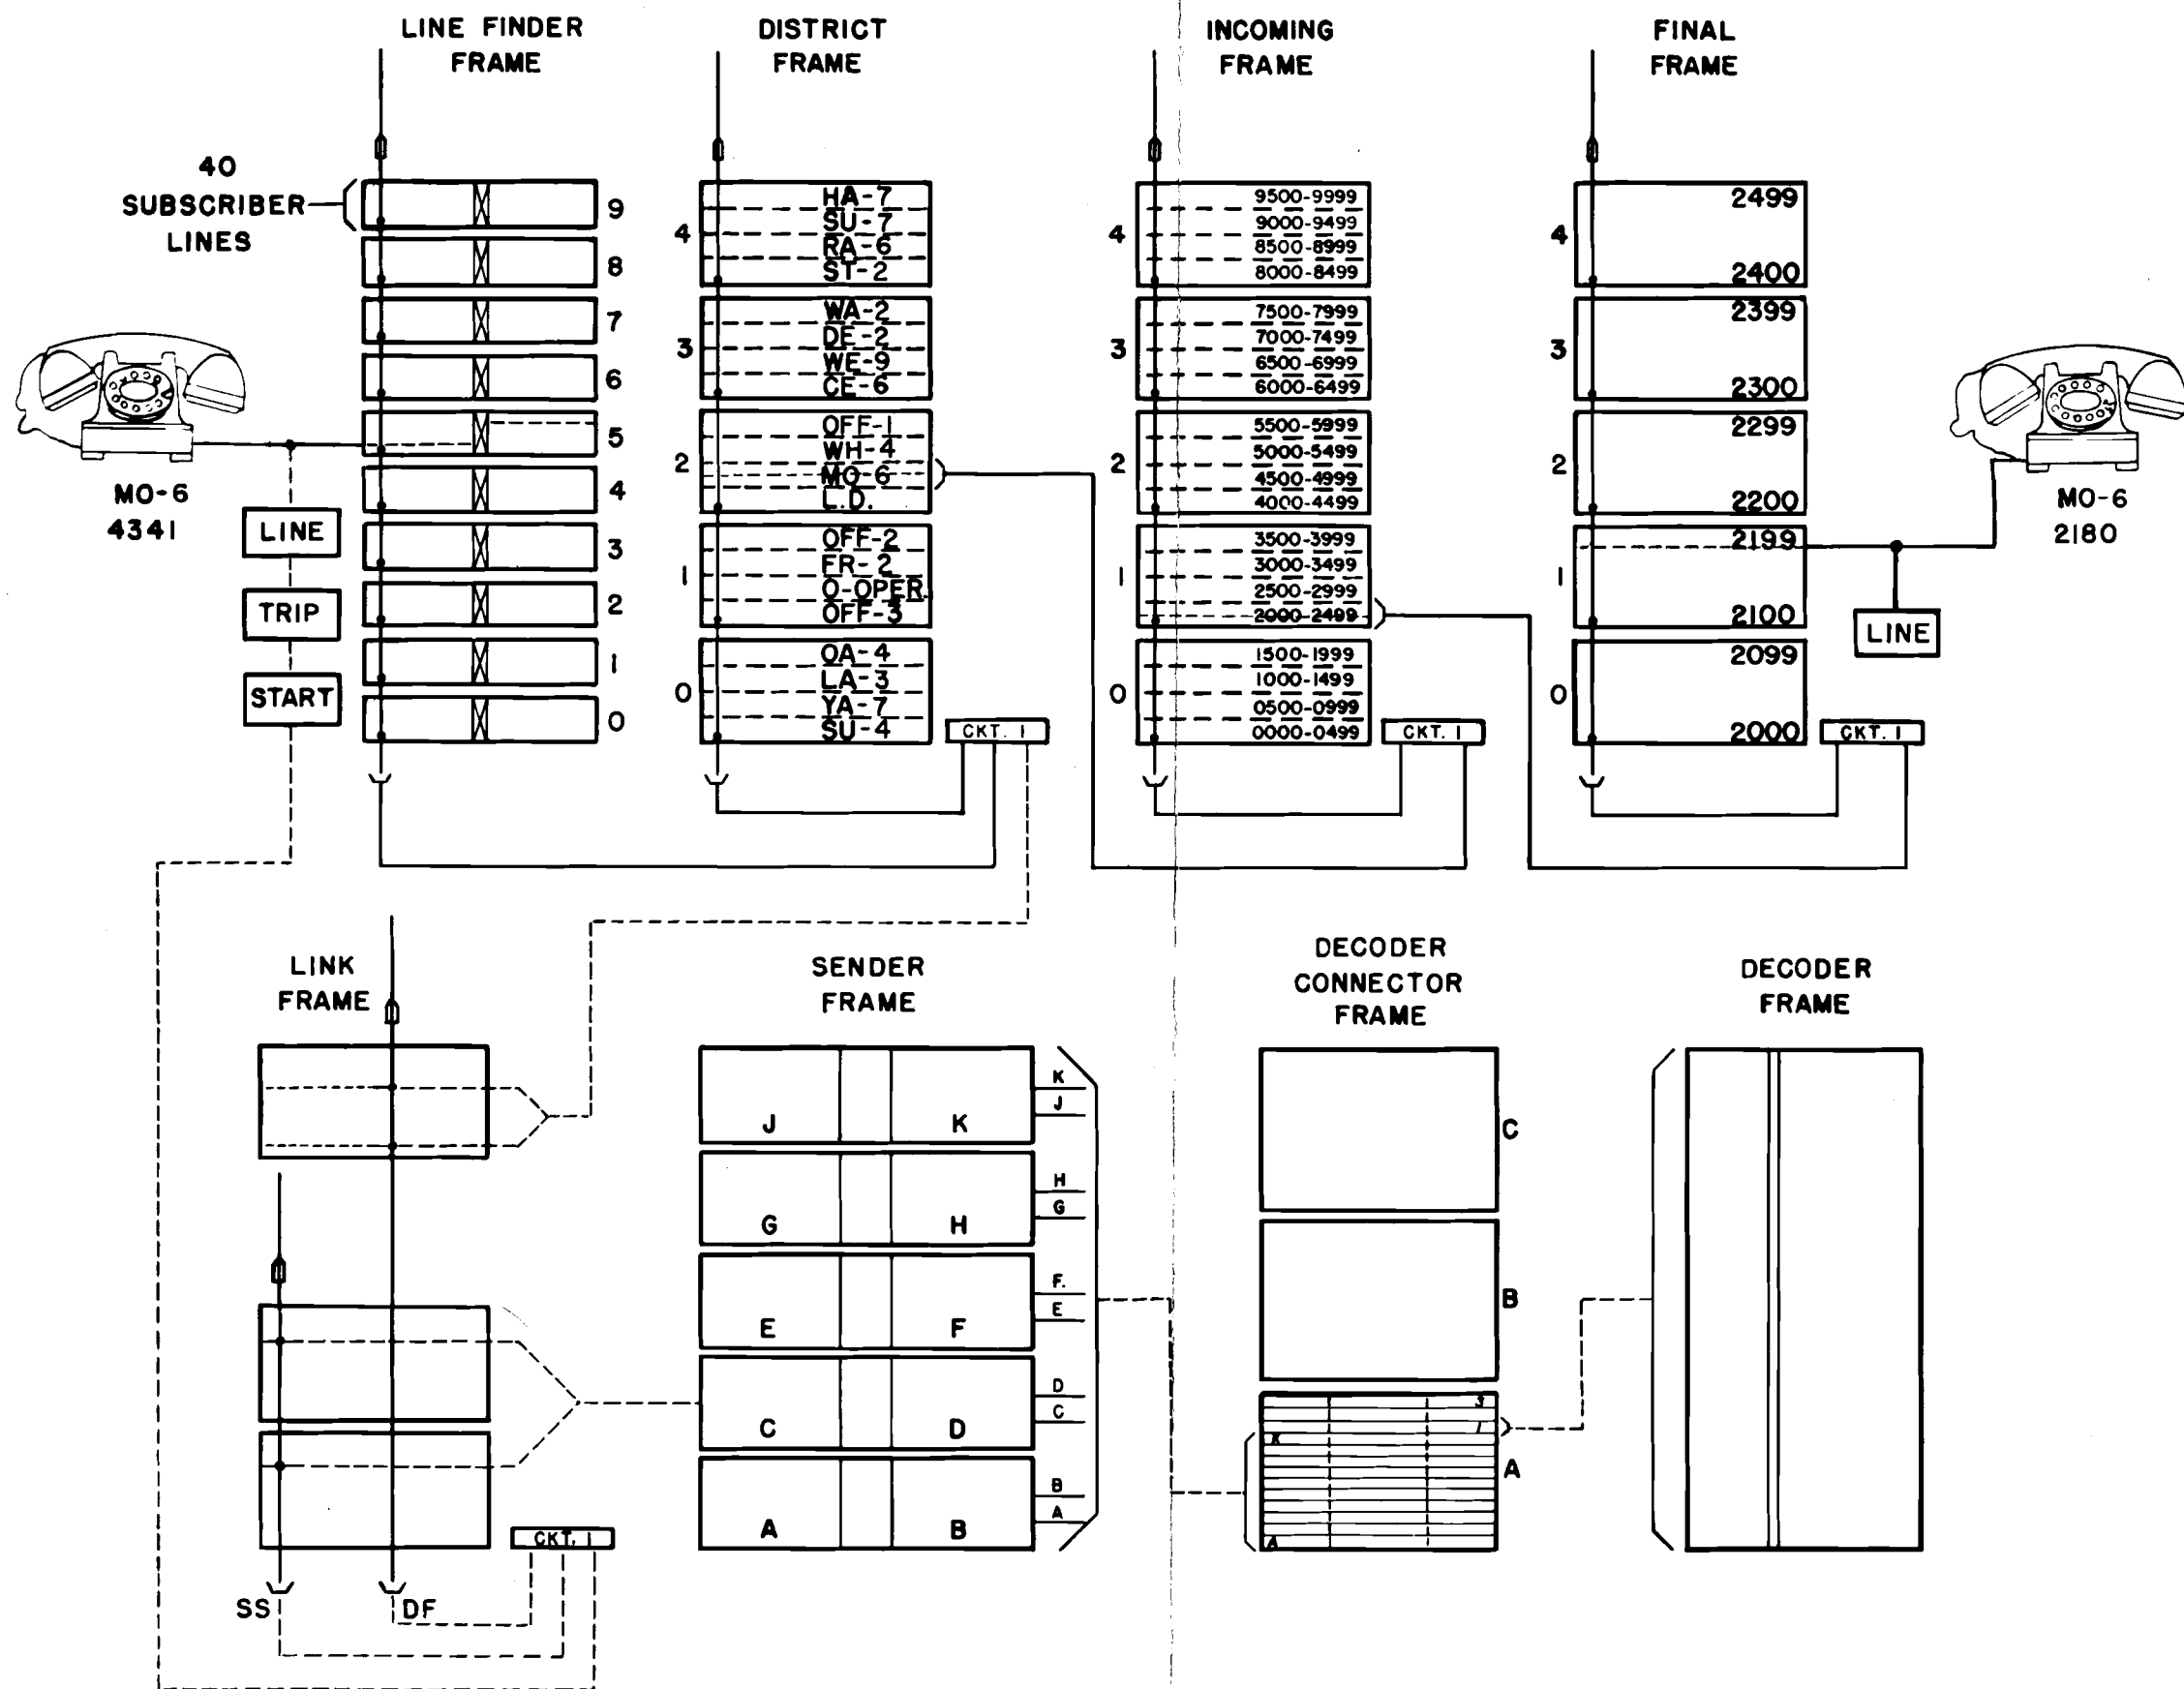 LINE FINDER
FRAME
DISTRICT
FRAME
INCOMING
FRAME
FINAL
FRAME
40
SUBSCRIBER
LINES
9
8
7
6
5
4
3
2
1
0
MO-6
4341
LINE
TRIP
START
4
HA-7
SU-7
RA-6
ST-2
3
WA-2
DE-2
WE-9
CE-6
2
OFF-1
WH-4
MO-6
L.D.
1
OFF-2
FR-2
O-OPER.
OFF-3
0
OA-4
LA-3
YA-7
SU-4
CKT. 1
4
9500-9999
9000-9499
8500-8999
8000-8499
3
7500-7999
7000-7499
6500-6999
6000-6499
2
5500-5999
5000-5499
4500-4999
4000-4499
1
3500-3999
3000-3499
2500-2999
2000-2499
0
1500-1999
1000-1499
0500-0999
0000-0499
CKT. 1
4
2499
2400
3
2399
2300
2
2299
2200
1
2199
2100
0
2099
2000
CKT. 1
MO-6
2180
LINE
LINK
FRAME
SENDER
FRAME
DECODER
CONNECTOR
FRAME
DECODER
FRAME
CKT. 1
SS
DF
J K
K
J
G H
H
G
E F
F.
E
C D
D
C
A B
B
A
C
B
A
3
1
K
A